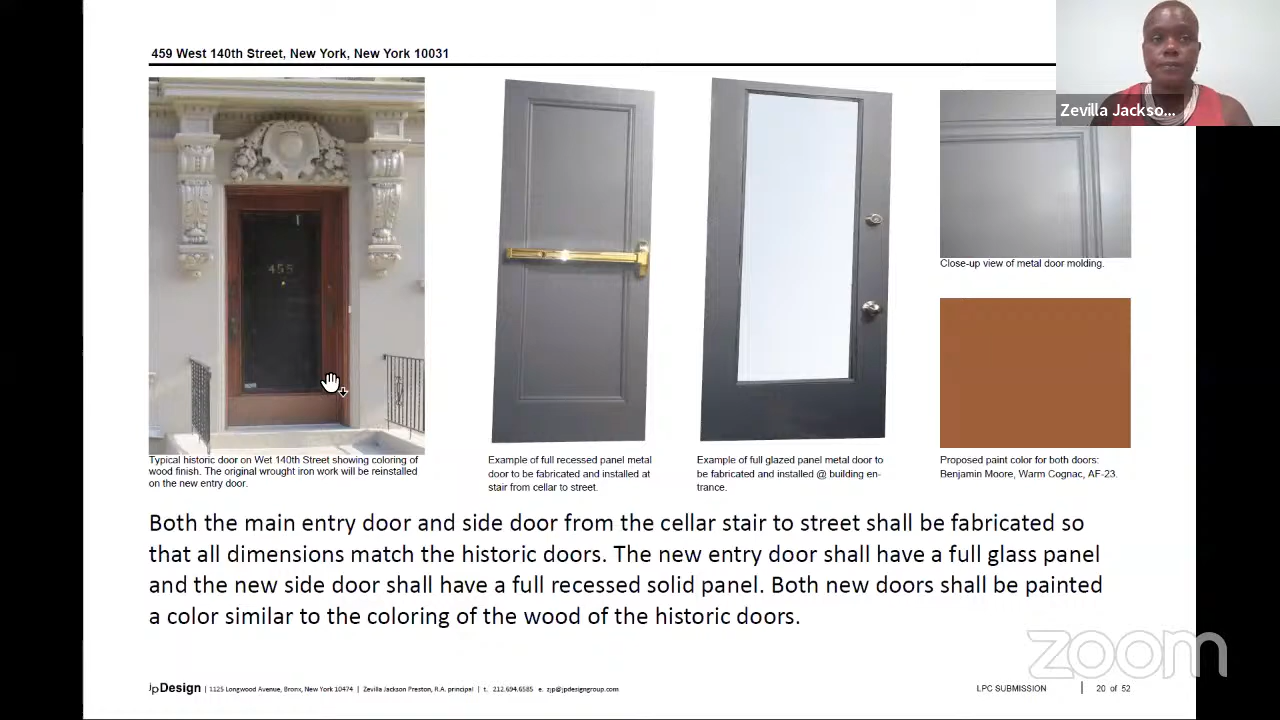 459 West 140th Street, New York, New York 10031
Zevilla Jackso...
455
Close-up view of metal door molding.
Typical historic door on Wet 140th Street showing coloring of
wood finish. The original wrought iron work will be reinstalled
on the new entry door.
Example of full recessed panel metal
door to be fabricated and installed at
stair from cellar to street.
Example of full glazed panel metal door to
be fabricated and installed @ building en-
trance.
Proposed paint color for both doors:
Benjamin Moore, Warm Cognac, AF-23.
Both the main entry door and side door from the cellar stair to street shall be fabricated so
that all dimensions match the historic doors. The new entry door shall have a full glass panel
and the new side door shall have a full recessed solid panel. Both new doors shall be painted
a color similar to the coloring of the wood of the historic doors.
zoom
jpDesign | 1125 Longwood Avenue, Bronx, New York 10474 | Zevilla Jackson Preston, R.A. principal | t. 212.694.6585 e. zjp@jpdesigngroup.com
LPC SUBMISSION | 20 of 52